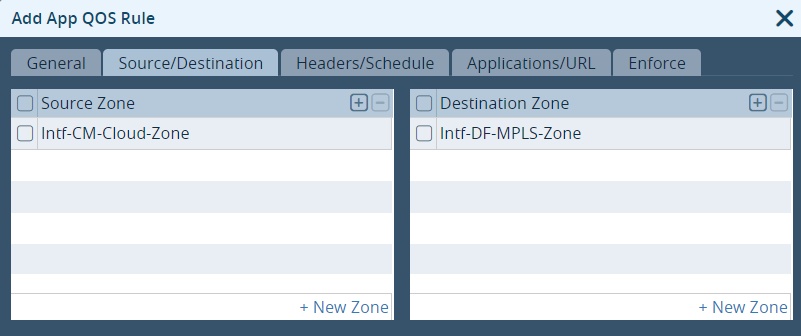 Add App QOS Rule
General Source/Destination Headers/Schedule Applications/URL Enforce
Source Zone Destination Zone
Intf-CM-Cloud-Zone Intf-DF-MPLS-Zone
+ New Zone + New Zone